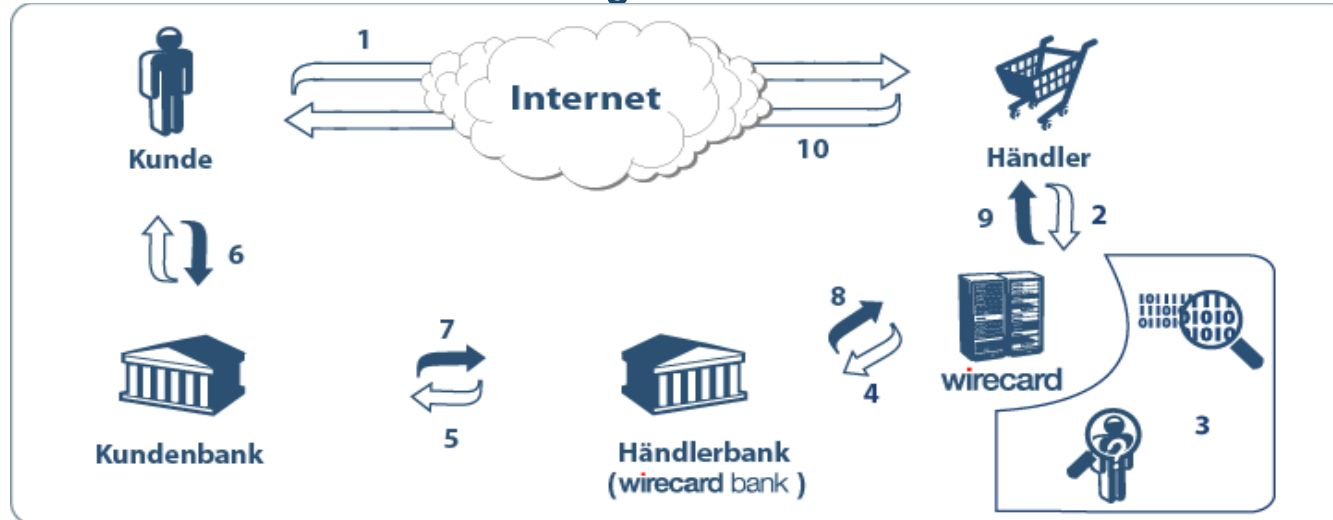 1
Internet
10
Kunde
Händler
6
9
2
8
7
4
5
wirecard
3
Kundenbank
Händlerbank
(wirecard bank )